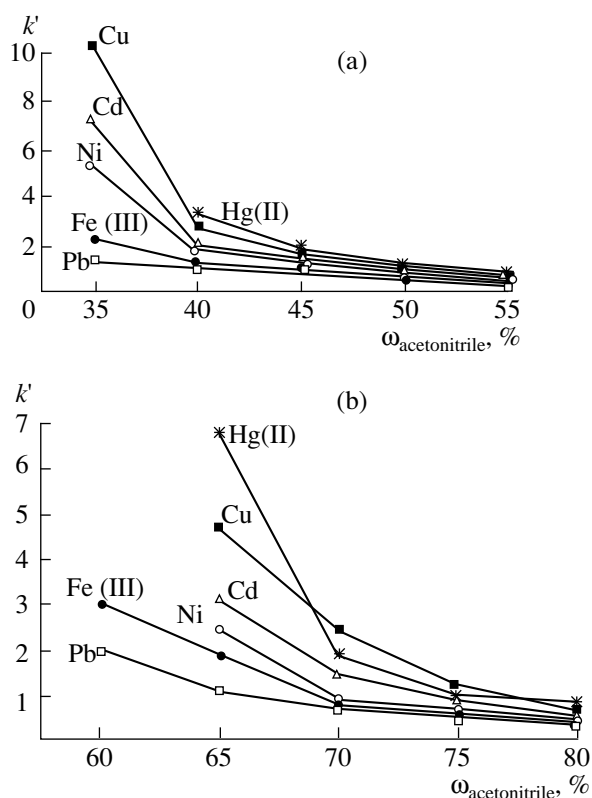 k'
(a)
10
Cu
8
Cd
6
Ni
4
Hg(II)
Fe (III)
2
Pb
0
35 40 45 50 55
ω acetonitrile, %
k'
(b)
7
Hg(II)
6
5
Cu
4
Fe (III)
Cd
3
Ni
2
Pb
1
60 65 70 75 80
ω acetonitrile, %